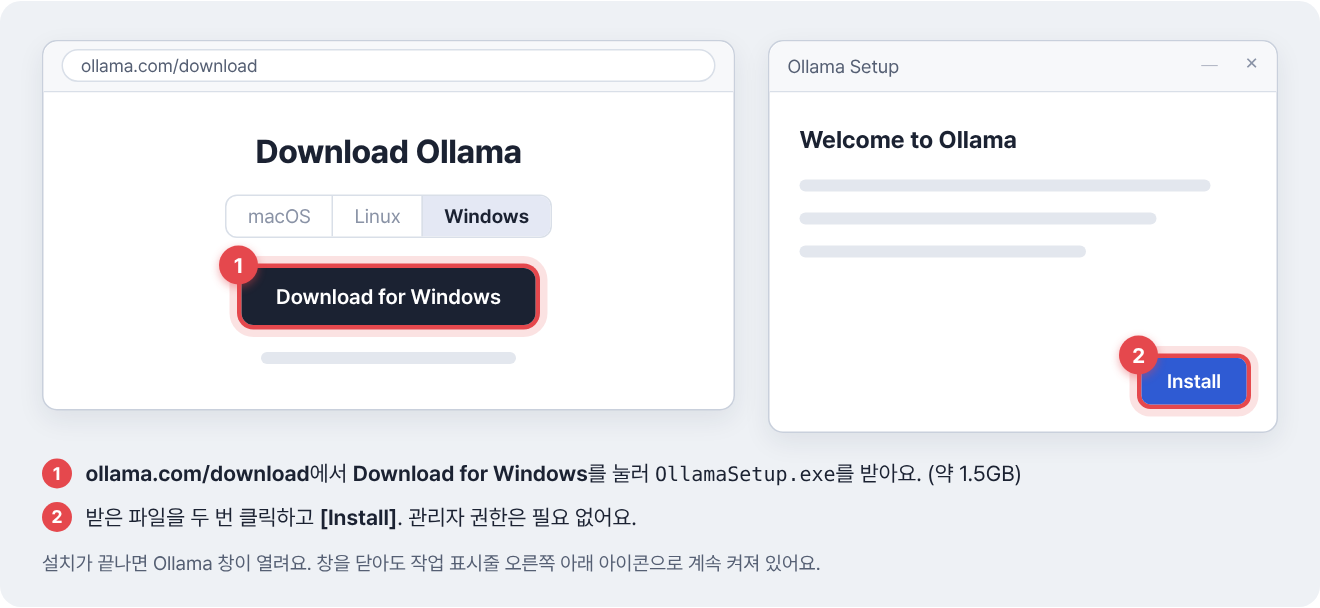 ollama.com/download
Download Ollama
macOS
Linux
Windows
1
Download for Windows
Ollama Setup
Welcome to Ollama
2
Install
1 ollama.com/download에서 Download for Windows를 눌러 OllamaSetup.exe를 받아요. (약 1.5GB)
2 받은 파일을 두 번 클릭하고 [Install]. 관리자 권한은 필요 없어요.
설치가 끝나면 Ollama 창이 열려요. 창을 닫아도 작업 표시줄 오른쪽 아래 아이콘으로 계속 켜져 있어요.